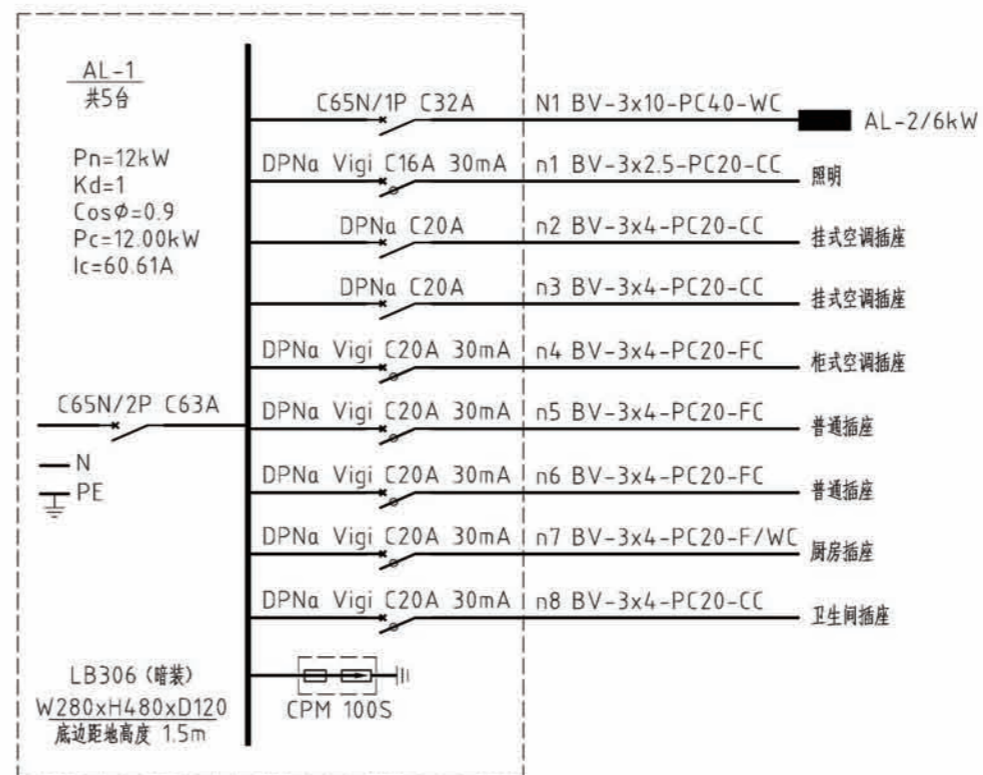 AL-1
共5台
Pn=12kW
Kd=1
CosΦ=0.9
Pc=12.00kW
Ic=60.61A
C65N/2P C63A
N
PE
LB306（暗装）
W280xH480xD120
底边距地高度 1.5m
C65N/1P C32A N1 BV-3x10-PC40-WC AL-2/6kW
DPNa Vigi C16A 30mA n1 BV-3x2.5-PC20-CC 照明
DPNa C20A n2 BV-3x4-PC20-CC 挂式空调插座
DPNa C20A n3 BV-3x4-PC20-CC 挂式空调插座
DPNa Vigi C20A 30mA n4 BV-3x4-PC20-FC 柜式空调插座
DPNa Vigi C20A 30mA n5 BV-3x4-PC20-FC 普通插座
DPNa Vigi C20A 30mA n6 BV-3x4-PC20-FC 普通插座
DPNa Vigi C20A 30mA n7 BV-3x4-PC20-F/WC 厨房插座
DPNa Vigi C20A 30mA n8 BV-3x4-PC20-CC 卫生间插座
CPM 100S